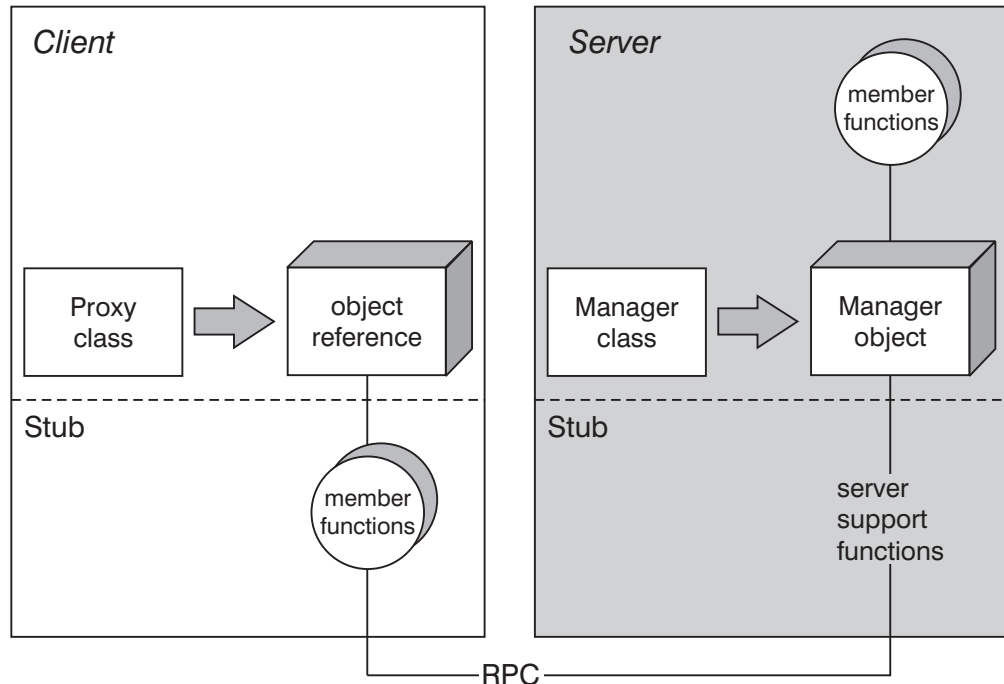 Client
Proxy
class
object
reference
Stub
member
functions
Server
member
functions
Manager
class
Manager
object
Stub
server
support
functions
RPC